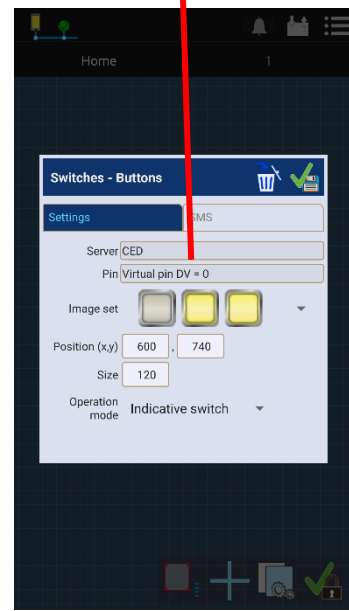 Home 1
Switches - Buttons
Settings SMS
Server CED
Pin Virtual pin DV = 0
Image set
Position (x,y) 600 , 740
Size 120
Operation
mode Indicative switch